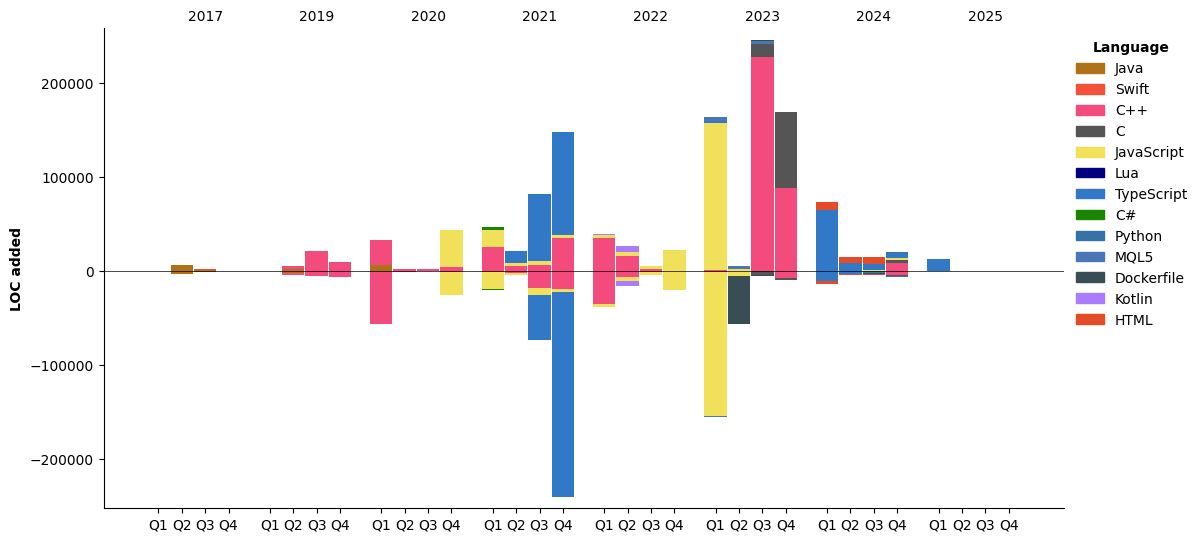 2017 2019 2020 2021 2022 2023 2024 2025
Language
Java
Swift
C++
C
JavaScript
Lua
TypeScript
C#
Python
MQL5
Dockerfile
Kotlin
HTML
LOC added
200000
100000
0
−100000
−200000
Q1 Q2 Q3 Q4 Q1 Q2 Q3 Q4 Q1 Q2 Q3 Q4 Q1 Q2 Q3 Q4 Q1 Q2 Q3 Q4 Q1 Q2 Q3 Q4 Q1 Q2 Q3 Q4 Q1 Q2 Q3 Q4